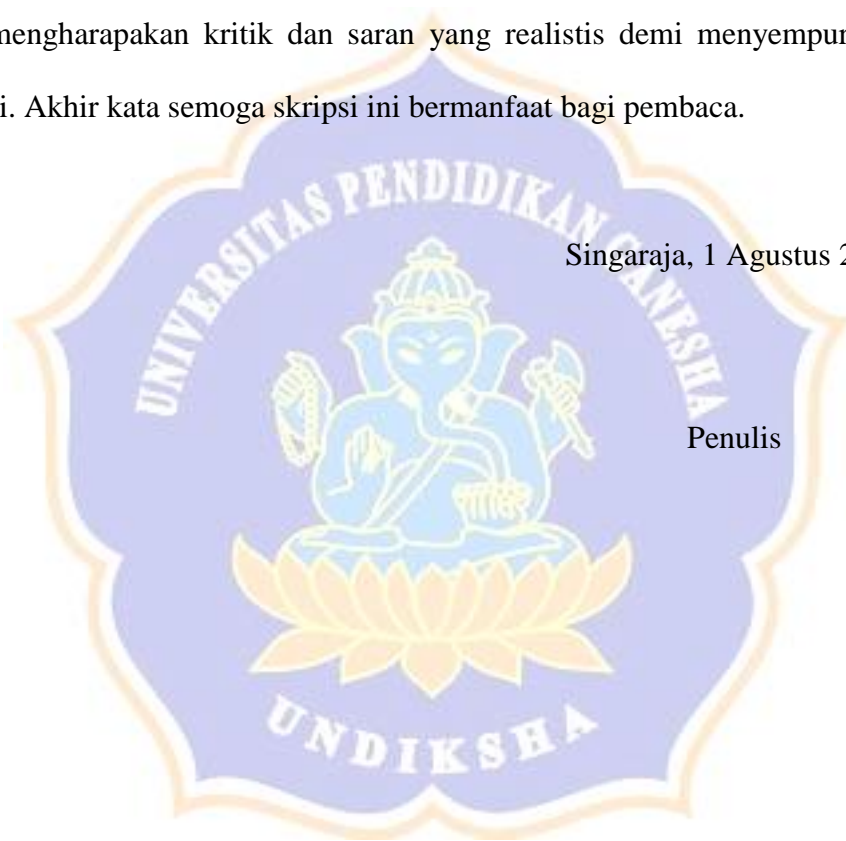 mengharapakan kritik dan saran yang realistis demi menyempur
i. Akhir kata semoga skripsi ini bermanfaat bagi pembaca.
UNIVERSITAS PENDIDIKAN GANESHA
Singaraja, 1 Agustus 2
Penulis
UNDIKSHA